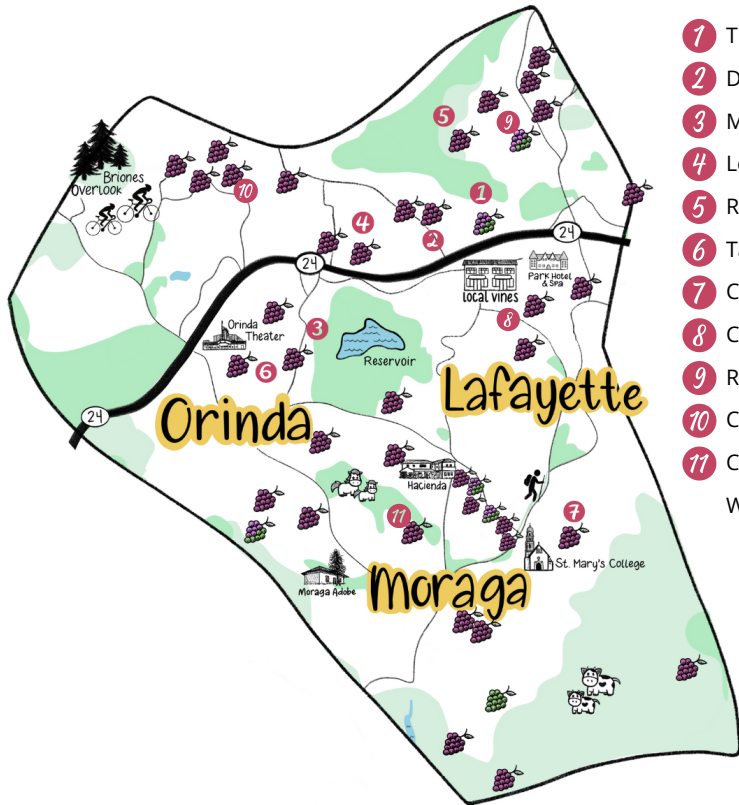 1 T
2 D
3 M
4 L
5 R
6 T
7 C
8 C
9 R
10 C
11 C
W
5
9
Briones
Overlook
10
1
4
2
24
24
LOCAL VINES
Park Hotel
& Spa
Orinda
Theater
3
8
6
Reservoir
24
Orinda
Lafayette
Hacienda
11
7
St. Mary's College
Moraga Adobe
Moraga